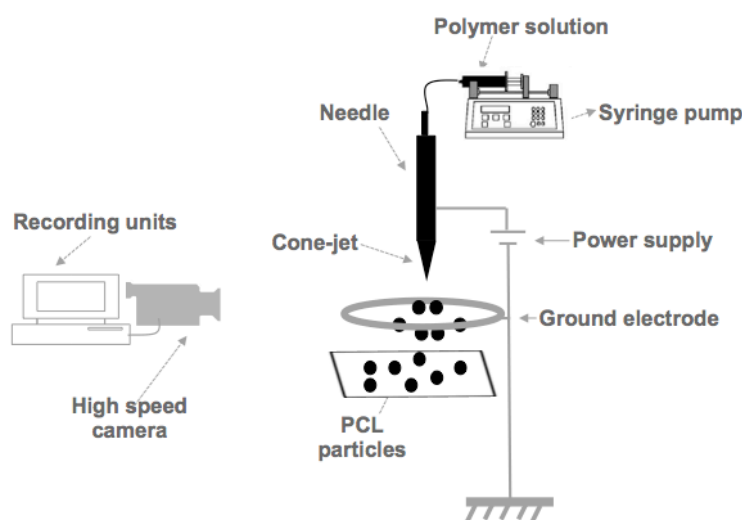 Polymer solution
Needle
Syringe pump
Recording units
Cone-jet
Power supply
Ground electrode
High speed
camera
PCL
particles